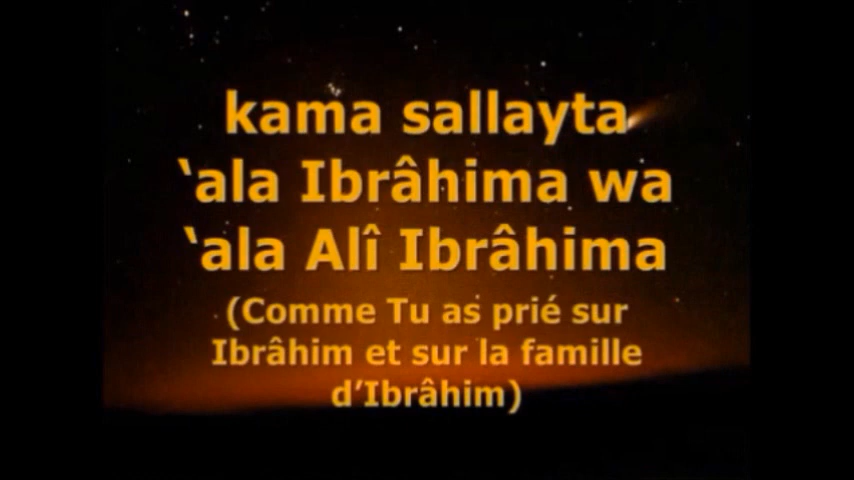 kama sallayta
‘ala Ibrâhima wa
‘ala Alî Ibrâhima
(Comme Tu as prié sur
Ibrâhim et sur la famille
d’Ibrâhim)